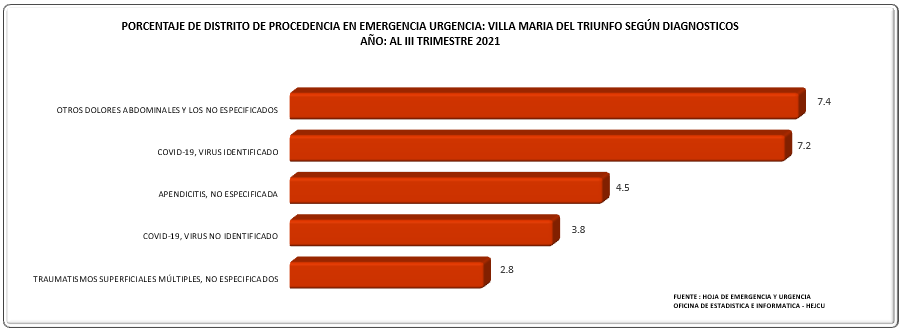 PORCENTAJE DE DISTRITO DE PROCEDENCIA EN EMERGENCIA URGENCIA: VILLA MARIA DEL TRIUNFO SEGÚN DIAGNOSTICOS
AÑO: AL III TRIMESTRE 2021
OTROS DOLORES ABDOMINALES Y LOS NO ESPECIFICADOS 7.4
COVID-19, VIRUS IDENTIFICADO 7.2
APENDICITIS, NO ESPECIFICADA 4.5
COVID-19, VIRUS NO IDENTIFICADO 3.8
TRAUMATISMOS SUPERFICIALES MÚLTIPLES, NO ESPECIFICADOS 2.8
FUENTE : HOJA DE EMERGENCIA Y URGENCIA
OFICINA DE ESTADISTICA E INFORMATICA - HEJCU